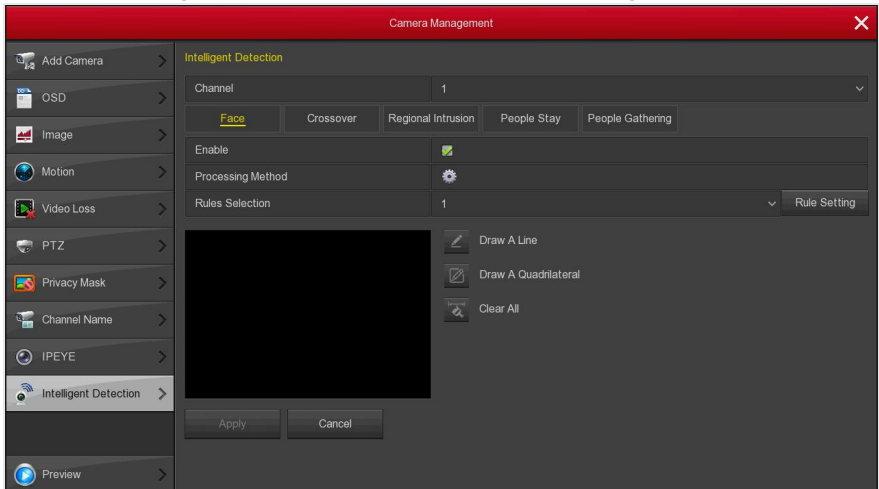 Camera Management
Add Camera
OSD
Image
Motion
Video Loss
PTZ
Privacy Mask
Channel Name
IPEYE
Intelligent Detection
Preview
Intelligent Detection
Channel 1
Face Crossover Regional Intrusion People Stay People Gathering
Enable
Processing Method
Rules Selection 1 Rule Setting
Draw A Line
Draw A Quadrilateral
Clear All
Apply Cancel